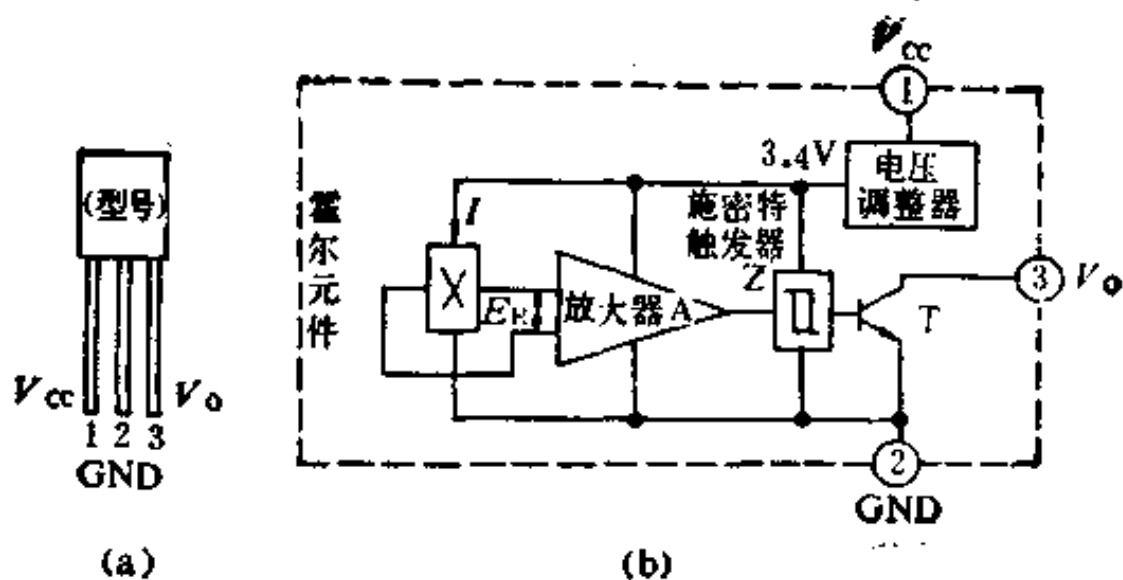 (型号)
V_CC
V_O
1 2 3
GND
(a)
V_CC
1
3.4V
电压
调整器
霍尔元件
I
施密特
触发器
X
E_H
放大器 A
Z
T
3
V_O
2
GND
(b)